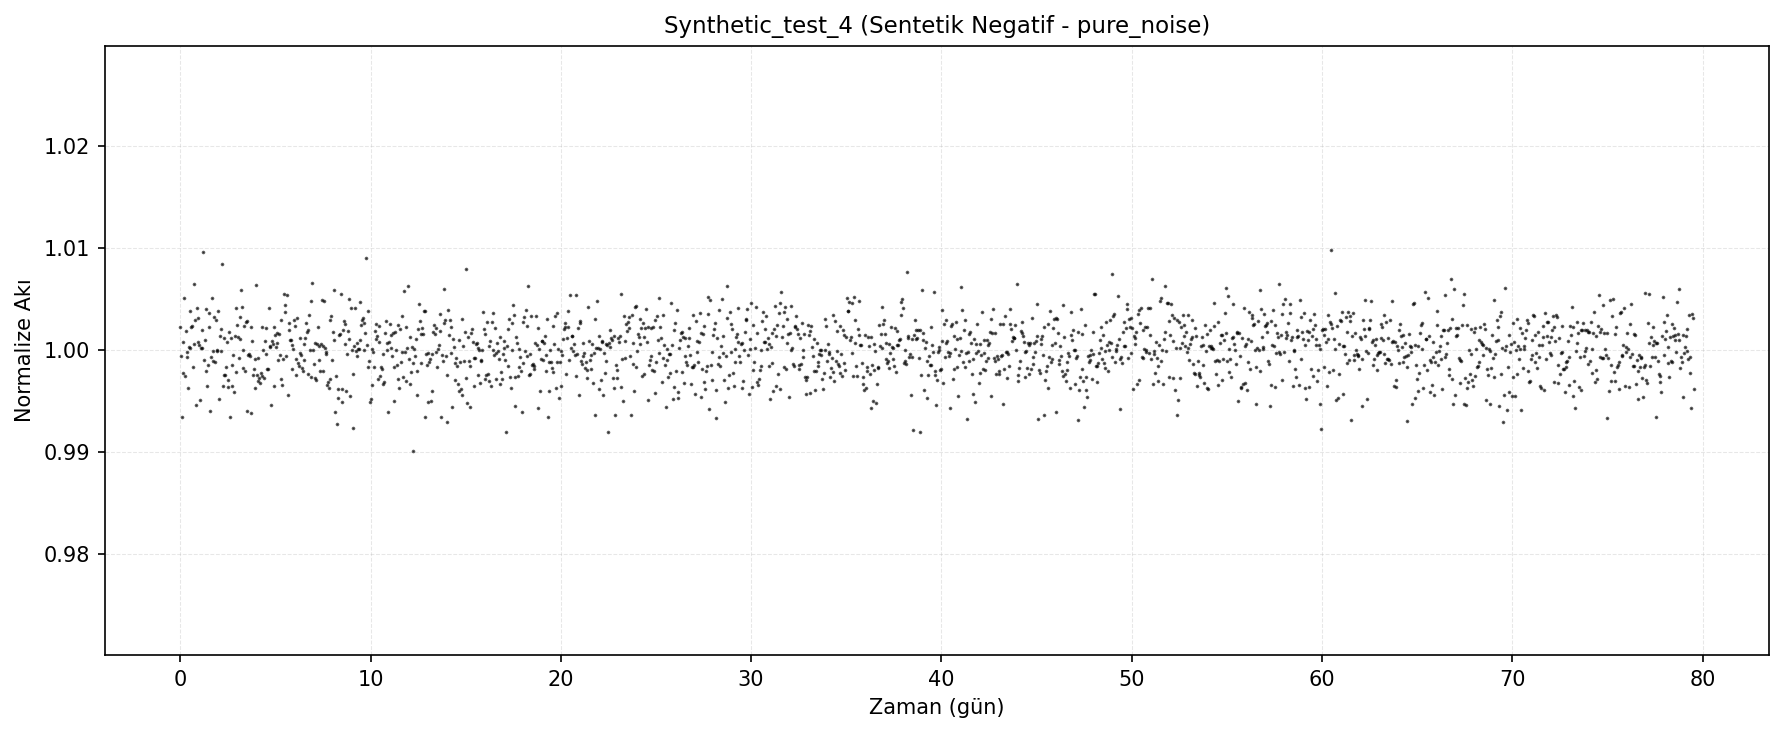 Synthetic_test_4 (Sentetik Negatif - pure_noise)
Normalize Akı
1.02
1.01
1.00
0.99
0.98
0 10 20 30 40 50 60 70 80
Zaman (gün)